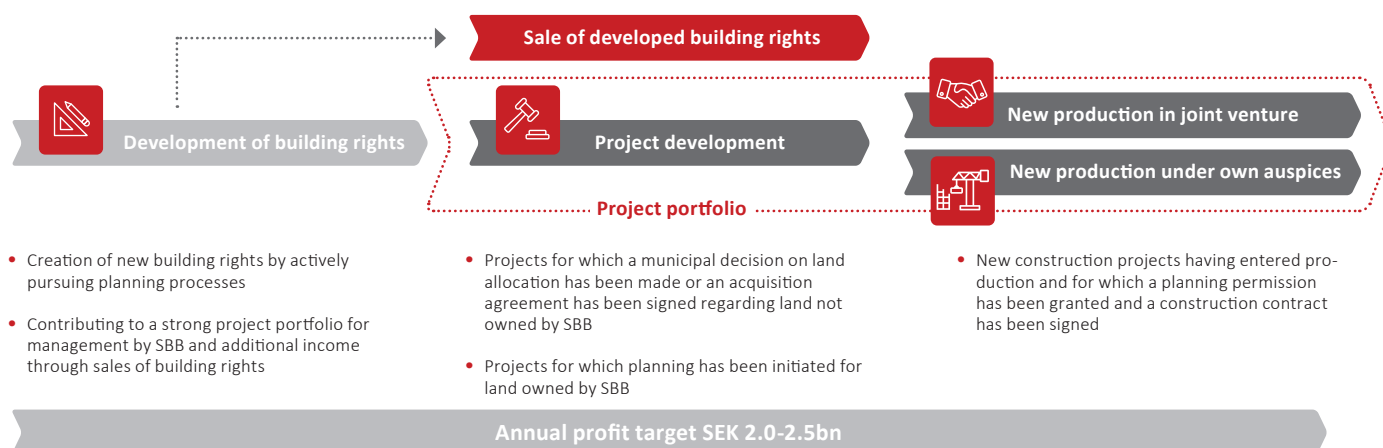 Sale of developed building rights
Development of building rights
Project development
New production in joint venture
New production under own auspices
Project portfolio
• Creation of new building rights by actively
pursuing planning processes
• Contributing to a strong project portfolio for
management by SBB and additional income
through sales of building rights
• Projects for which a municipal decision on land
allocation has been made or an acquisition
agreement has been signed regarding land not
owned by SBB
• Projects for which planning has been initiated for
land owned by SBB
• New construction projects having entered pro-
duction and for which a planning permission
has been granted and a construction contract
has been signed
Annual profit target SEK 2.0-2.5bn